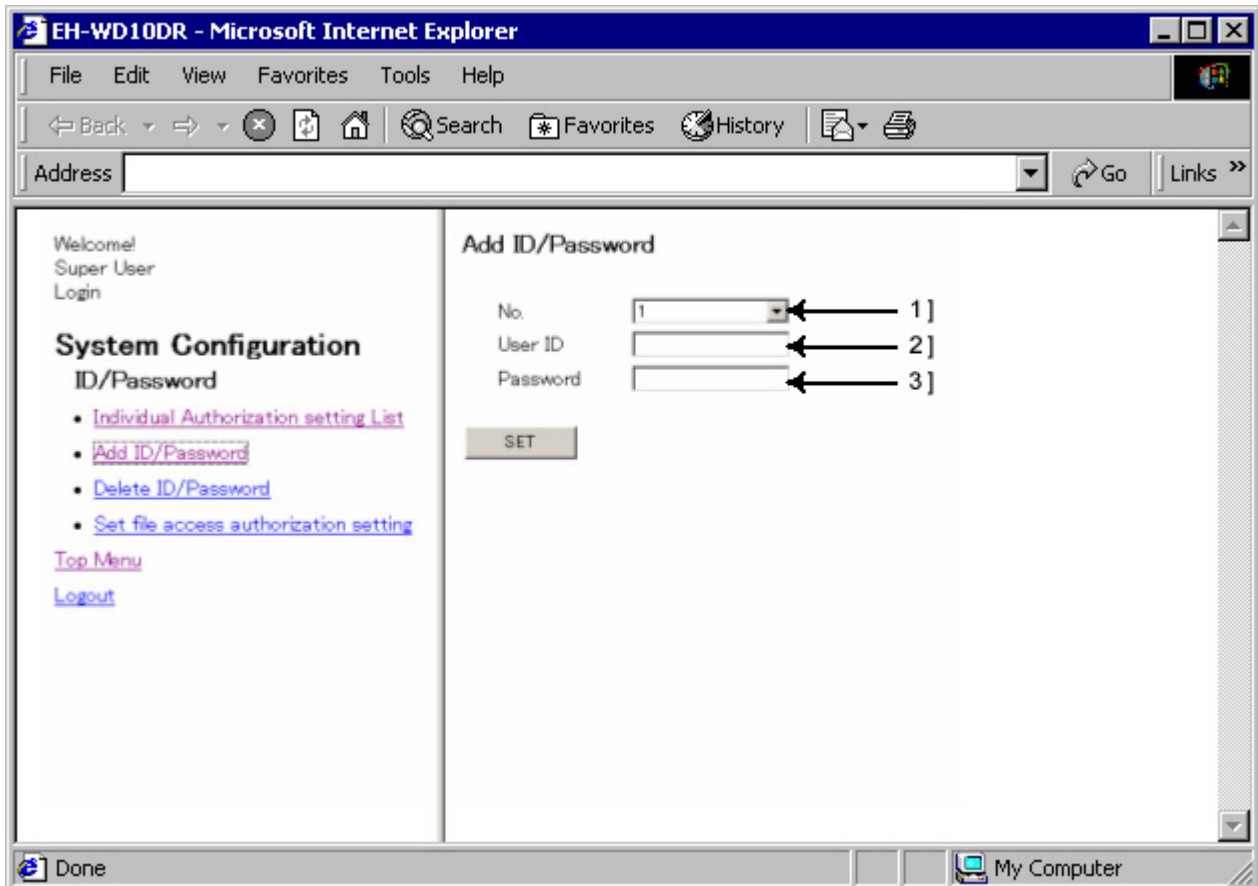 EH-WD10DR - Microsoft Internet Explorer
File Edit View Favorites Tools Help
Back Search Favorites History
Address Go Links »
Welcome!
Super User
Login
System Configuration
ID/Password
• Individual Authorization setting List
• Add ID/Password
• Delete ID/Password
• Set file access authorization setting
Top Menu
Logout
Add ID/Password
No. 1 1]
User ID 2]
Password 3]
SET
Done My Computer